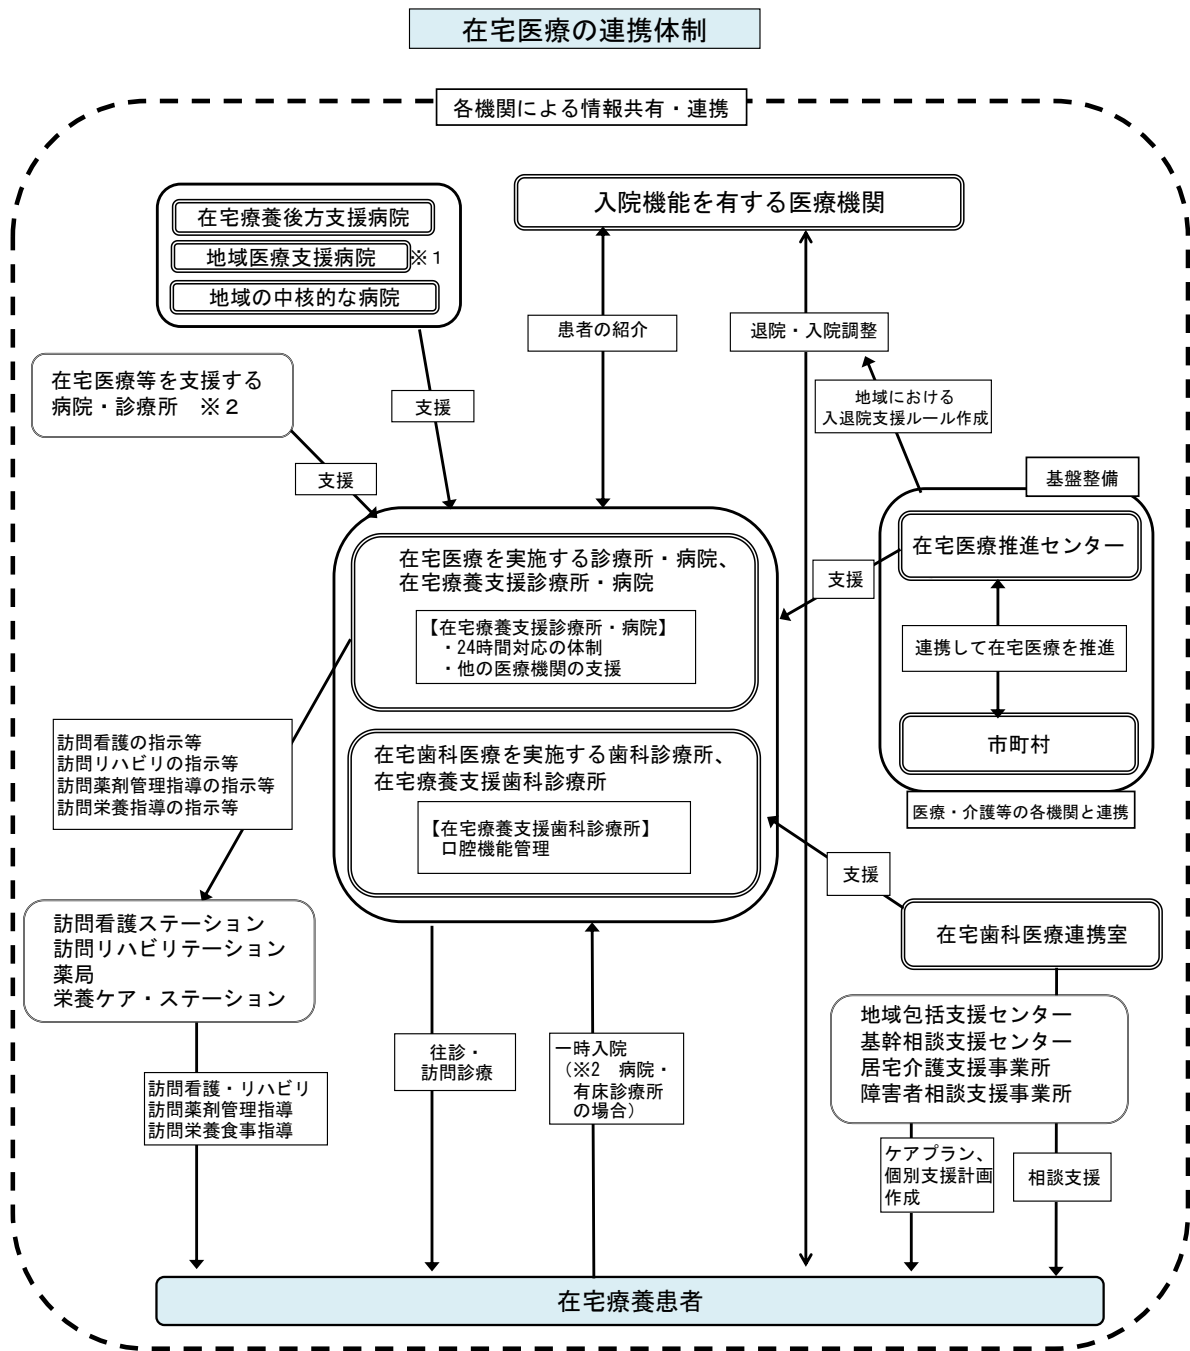 在宅医療の連携体制
各機関による情報共有・連携
在宅療養後方支援病院
地域医療支援病院
※1
地域の中核的な病院
入院機能を有する医療機関
患者の紹介
退院・入院調整
在宅医療等を支援する
病院・診療所 ※2
支援
支援
地域における
入退院支援ルール作成
基盤整備
在宅医療推進センター
支援
連携して在宅医療を推進
市町村
医療・介護等の各機関と連携
在宅医療を実施する診療所・病院、
在宅療養支援診療所・病院
【在宅療養支援診療所・病院】
・24時間対応の体制
・他の医療機関の支援
在宅歯科医療を実施する歯科診療所、
在宅療養支援歯科診療所
【在宅療養支援歯科診療所】
口腔機能管理
訪問看護の指示等
訪問リハビリの指示等
訪問薬剤管理指導の指示等
訪問栄養指導の指示等
支援
在宅歯科医療連携室
訪問看護ステーション
訪問リハビリテーション
薬局
栄養ケア・ステーション
地域包括支援センター
基幹相談支援センター
居宅介護支援事業所
障害者相談支援事業所
訪問看護・リハビリ
訪問薬剤管理指導
訪問栄養食事指導
往診・
訪問診療
一時入院
（※2 病院・
有床診療所
の場合）
ケアプラン、
個別支援計画
作成
相談支援
在宅療養患者